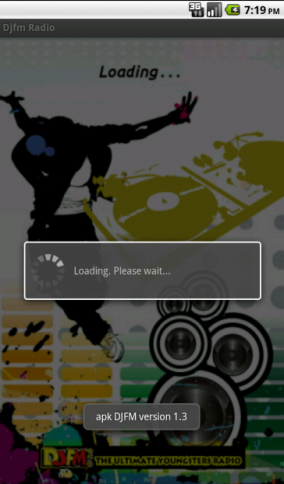 3G
7:19 PM
Djfm Radio
Loading...
Loading. Please wait...
apk DJFM version 1.3
DJFM THE ULTIMATE YOUNGSTERS RADIO